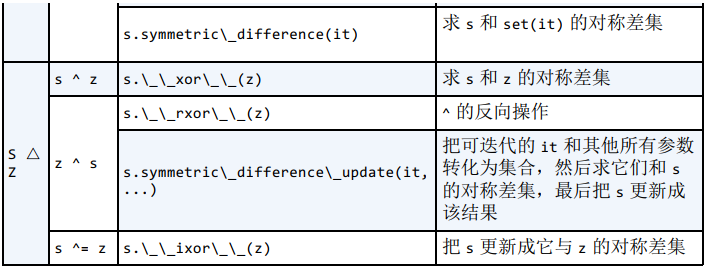 s.symmetric\_difference(it)
求 s 和 set(it) 的对称差集
S △
Z
s ^ z
s.\_\_xor\_\_(z)
求 s 和 z 的对称差集
z ^ s
s.\_\_rxor\_\_(z)
^ 的反向操作
s.symmetric\_difference\_update(it,
...)
把可迭代的 it 和其他所有参数
转化为集合，然后求它们和 s
的对称差集，最后把 s 更新成
该结果
s ^= z
s.\_\_ixor\_\_(z)
把 s 更新成它与 z 的对称差集